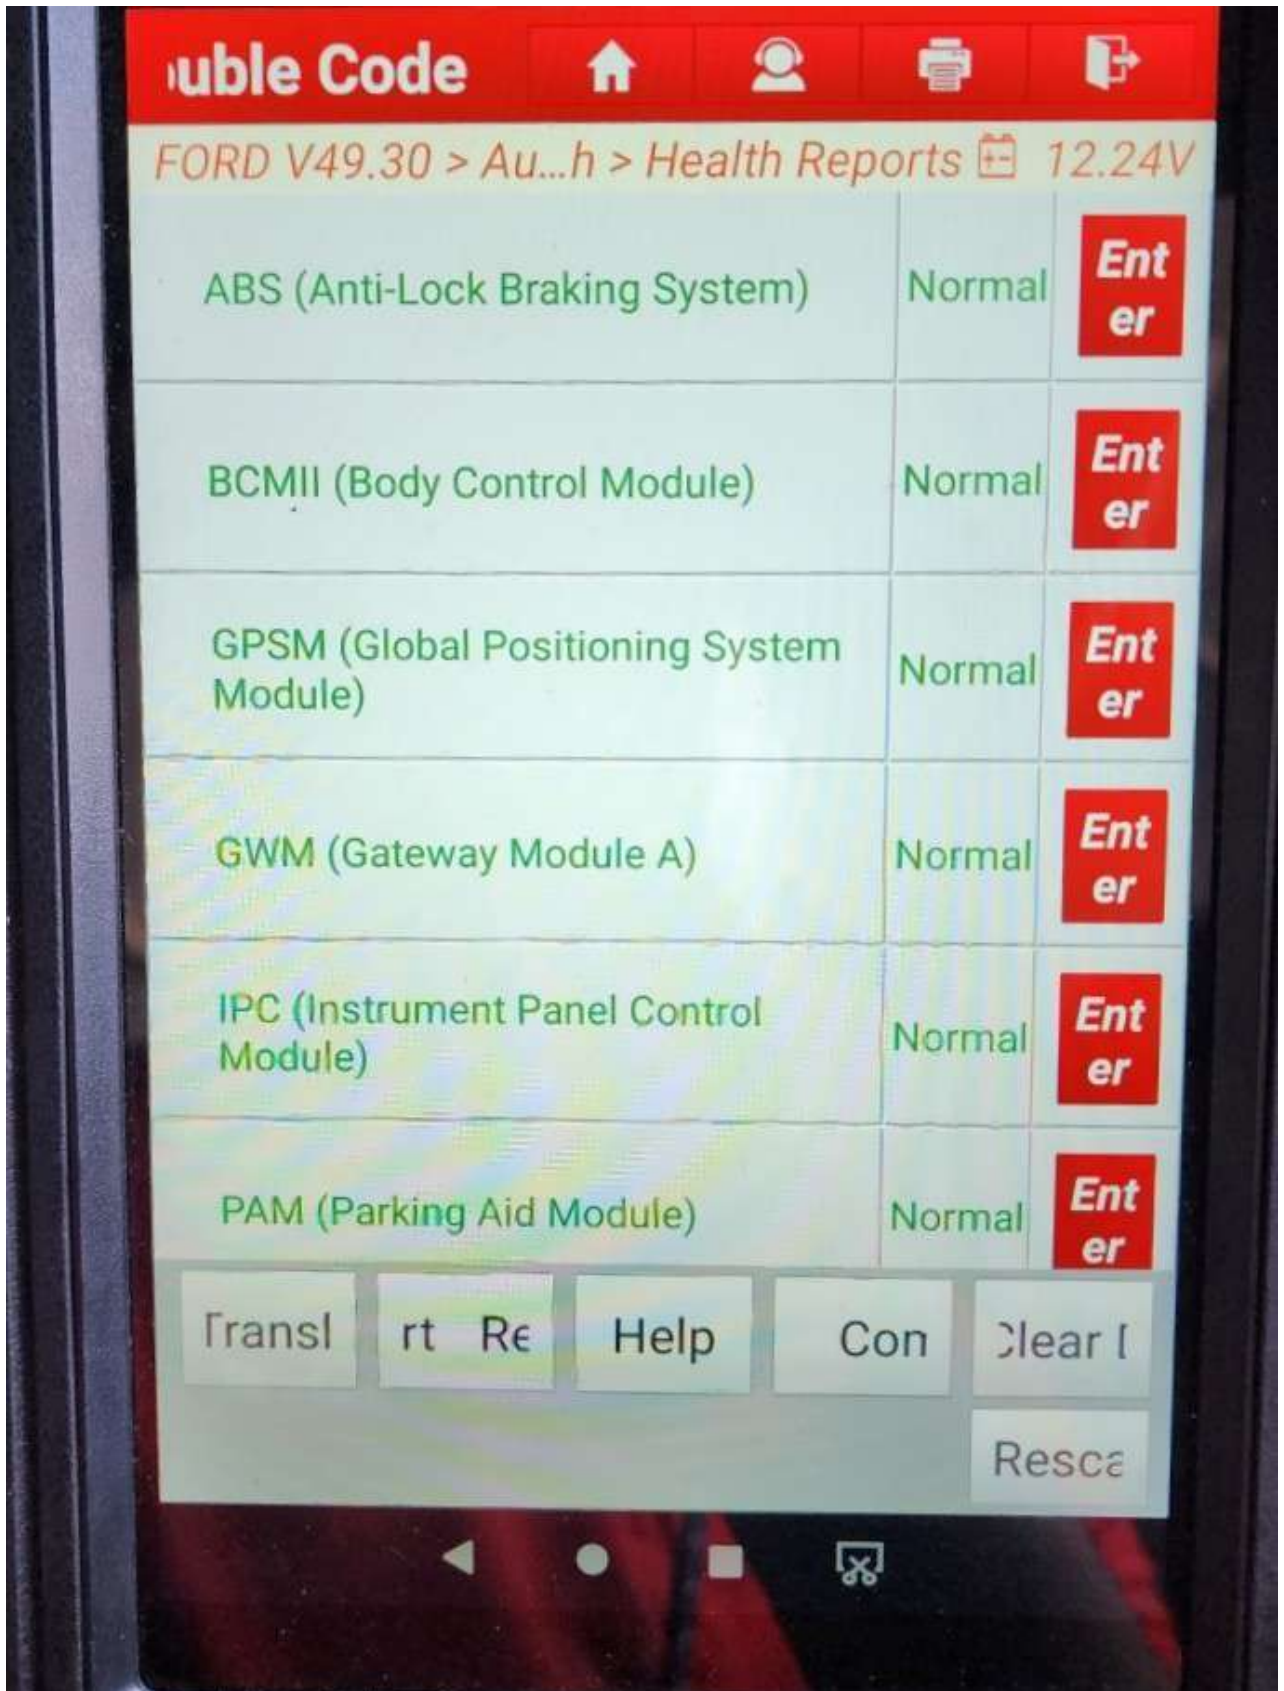 uble Code
FORD V49.30 > Au...h > Health Reports 12.24V
ABS (Anti-Lock Braking System) Normal Ent
er
BCMII (Body Control Module) Normal Ent
er
GPSM (Global Positioning System
Module) Normal Ent
er
GWM (Gateway Module A) Normal Ent
er
IPC (Instrument Panel Control
Module) Normal Ent
er
PAM (Parking Aid Module) Normal Ent
er
Transl rt Re Help Con Clear
Resca